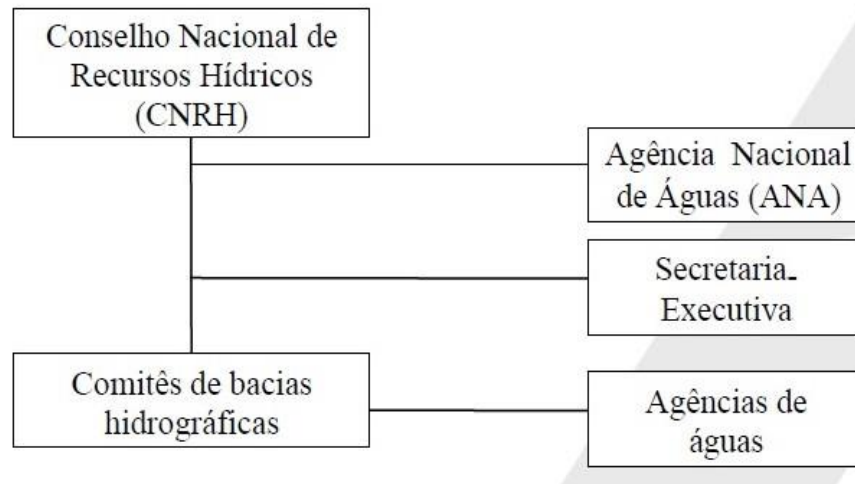 Conselho Nacional de
Recursos Hídricos
(CNRH)
Agência Nacional
de Águas (ANA)
Secretaria-
Executiva
Comitês de bacias
hidrográficas
Agências de
águas